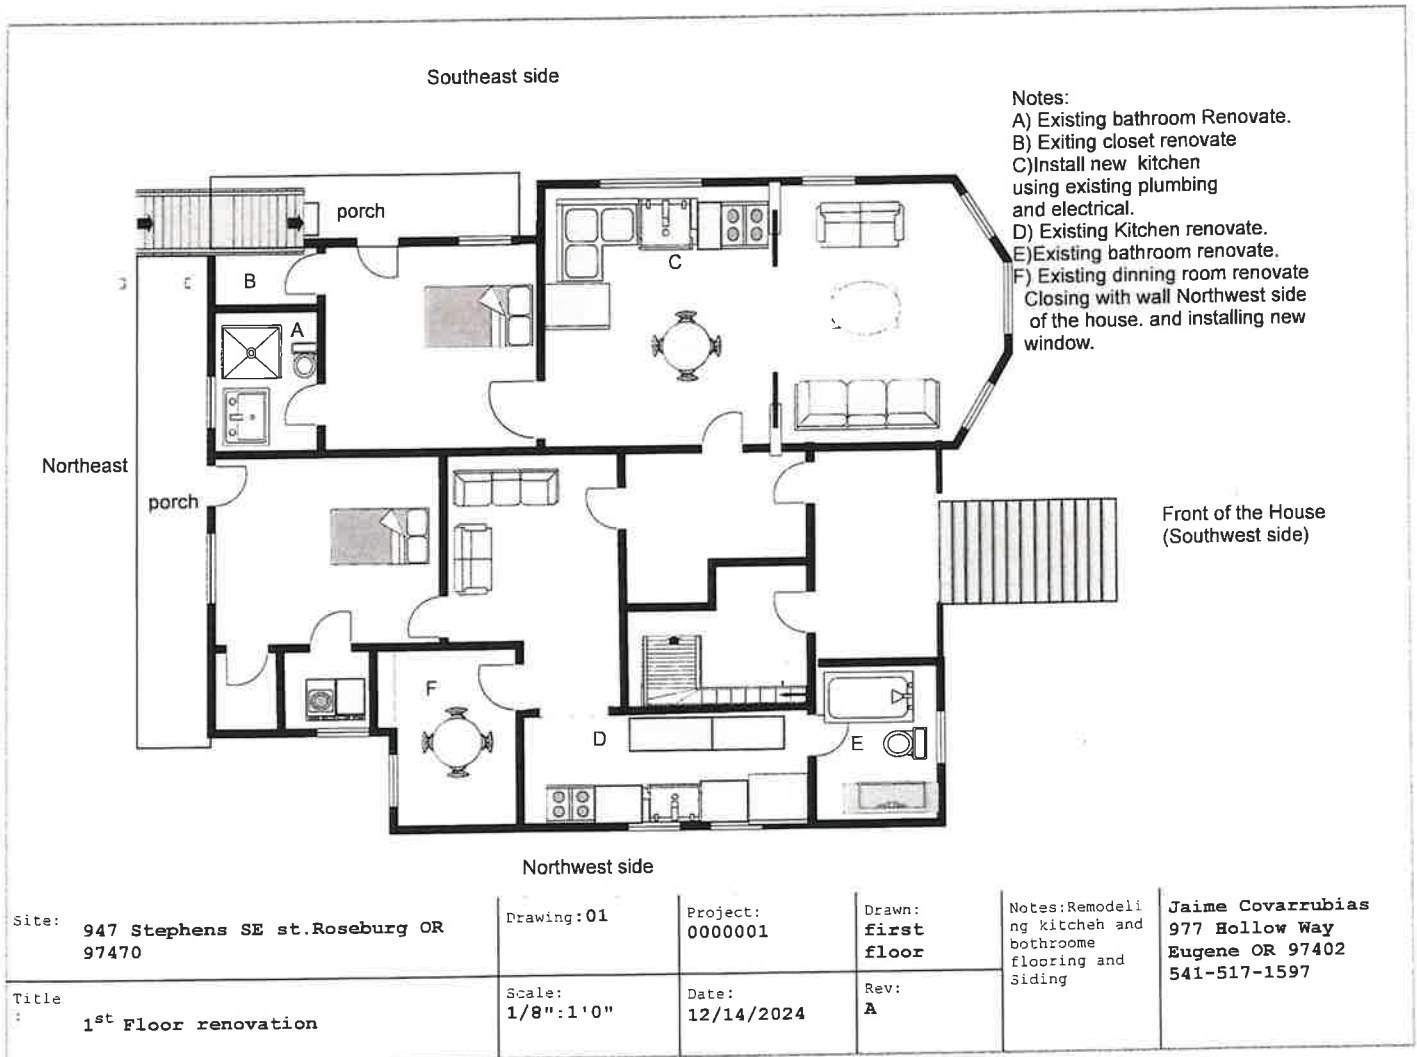 Southeast side
Notes:
A) Existing bathroom Renovate.
B) Exiting closet renovate
C)Install new kitchen
using existing plumbing
and electrical.
D) Existing Kitchen renovate.
E)Existing bathroom renovate.
F) Existing dinning room renovate
Closing with wall Northwest side
of the house. and installing new
window.
porch
B
C
A
Northeast
porch
Front of the House
(Southwest side)
F
D
E
Northwest side
Site:
947 Stephens SE st.Roseburg OR
97470
Drawing:01
Project:
0000001
Drawn:
first
floor
Notes:Remodeli
ng kitcheh and
bothroome
flooring and
Siding
Jaime Covarrubias
977 Hollow Way
Eugene OR 97402
541-517-1597
Title
:
1st Floor renovation
Scale:
1/8":1'0"
Date:
12/14/2024
Rev:
A